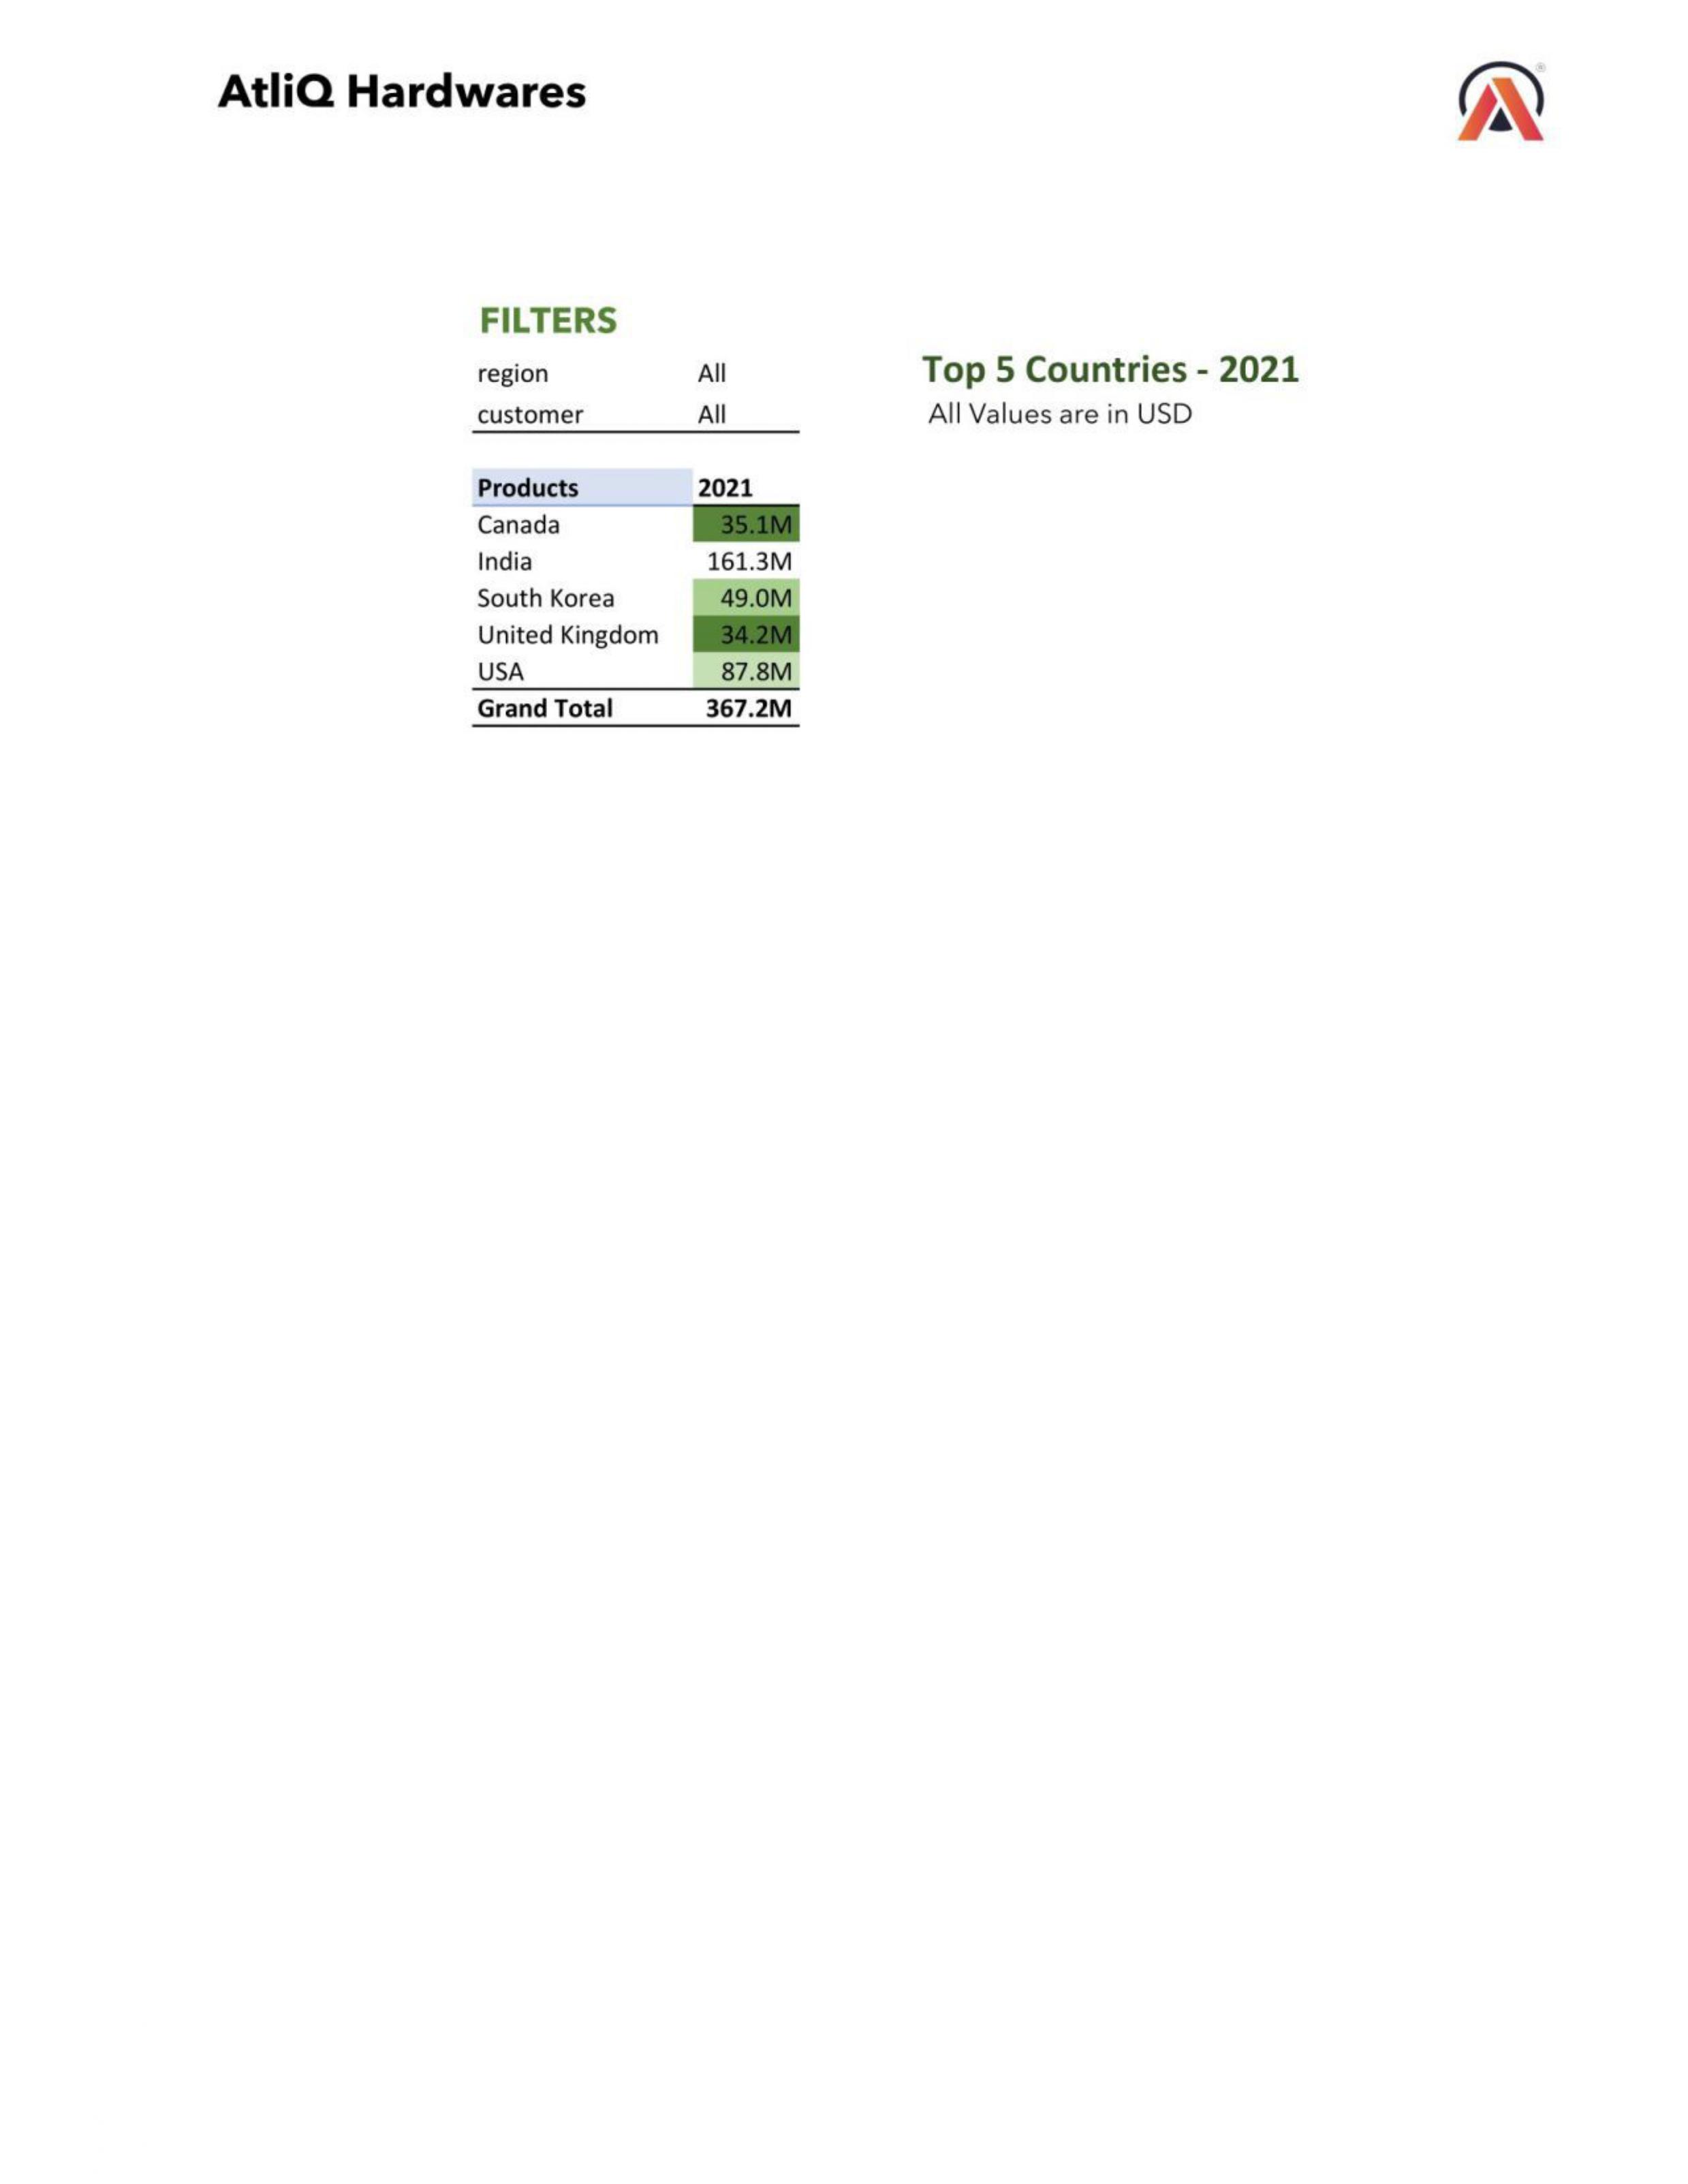 AtliQ Hardwares
FILTERS
region All
customer All
Top 5 Countries - 2021
All Values are in USD
Products 2021
Canada 35.1M
India 161.3M
South Korea 49.0M
United Kingdom 34.2M
USA 87.8M
Grand Total 367.2M